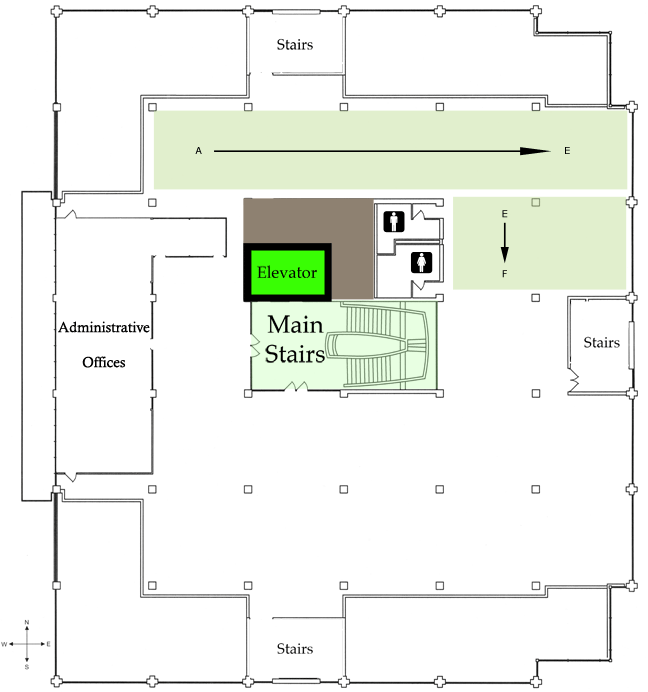 Stairs
A E
E
F
Elevator
Main
Stairs
Administrative
Offices
Stairs
Stairs
N
W E
S